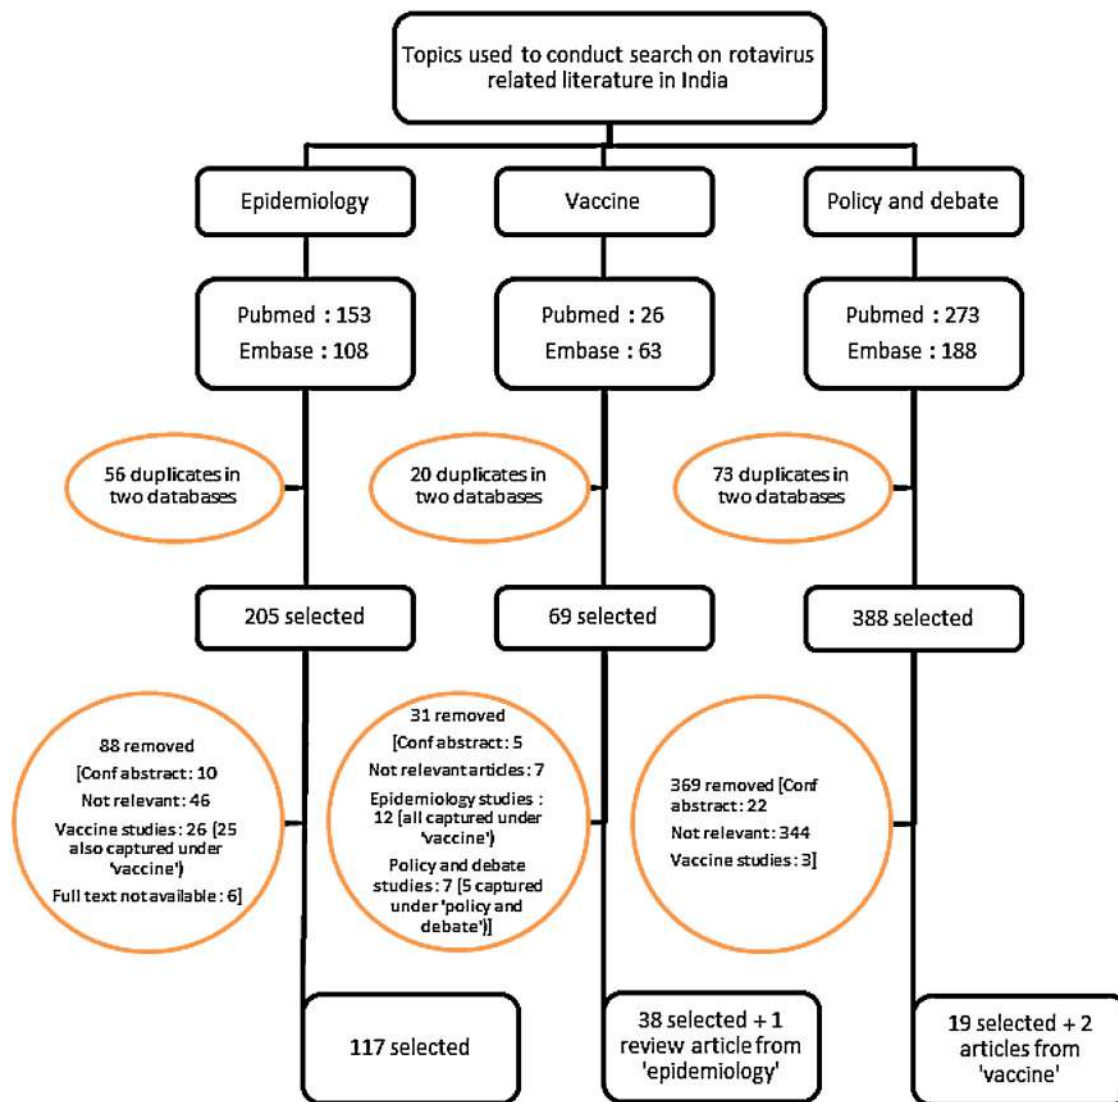 Topics used to conduct search on rotavirus
related literature in India
Epidemiology
Vaccine
Policy and debate
Pubmed : 153
Embase : 108
Pubmed : 26
Embase : 63
Pubmed : 273
Embase : 188
56 duplicates in
two databases
20 duplicates in
two databases
73 duplicates in
two databases
205 selected
69 selected
388 selected
88 removed
[Conf abstract : 10
Not relevant : 46
Vaccine studies : 26 [25
also captured under
'vaccine')
Full text not available : 6]
31 removed
[Conf abstract : 5
Not relevant articles : 7
Epidemiology studies :
12 [all captured under
'vaccine')
Policy and debate
studies : 7 [5 captured
under 'policy and
debate')]
369 removed [Conf
abstract : 22
Not relevant : 344
Vaccine studies : 3]
117 selected
38 selected + 1
review article from
'epidemiology'
19 selected + 2
articles from
'vaccine'